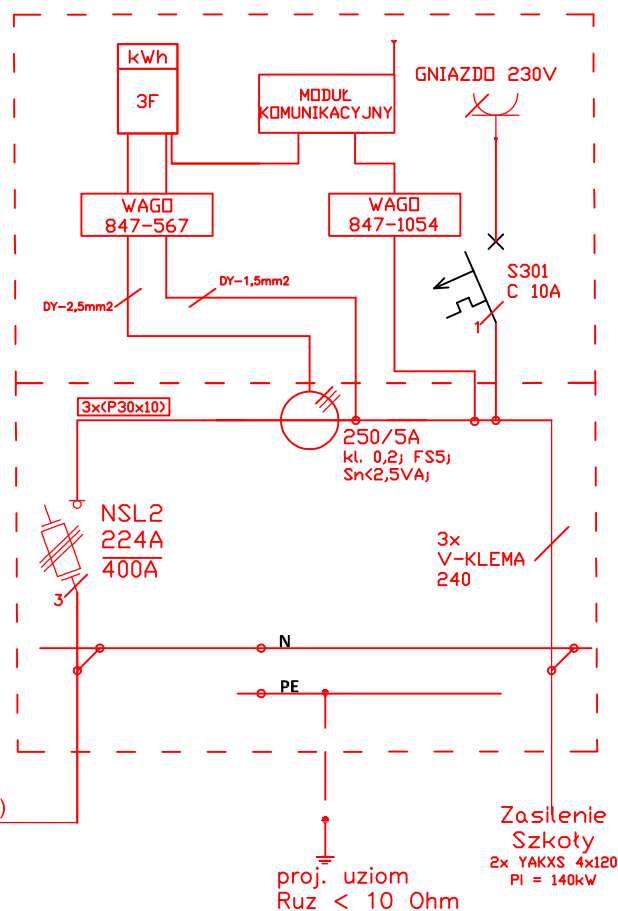 kWh
3F
MODUŁ
KOMUNIKACYJNY
GNIAZDO 230V
WAGO
847-567
WAGO
847-1054
S301
C 10A
1
DY-2,5mm2
DY-1,5mm2
3x(P30x10)
250/5A
kl. 0,2; FS5;
Sn<2,5VA;
NSL2
224A
400A
3
3x
V-KLEMA
240
N
PE
)
Zasilenie
Szkoły
2x YAKXS 4x120
PI = 140kW
proj. uziom
Ruz < 10 Ohm